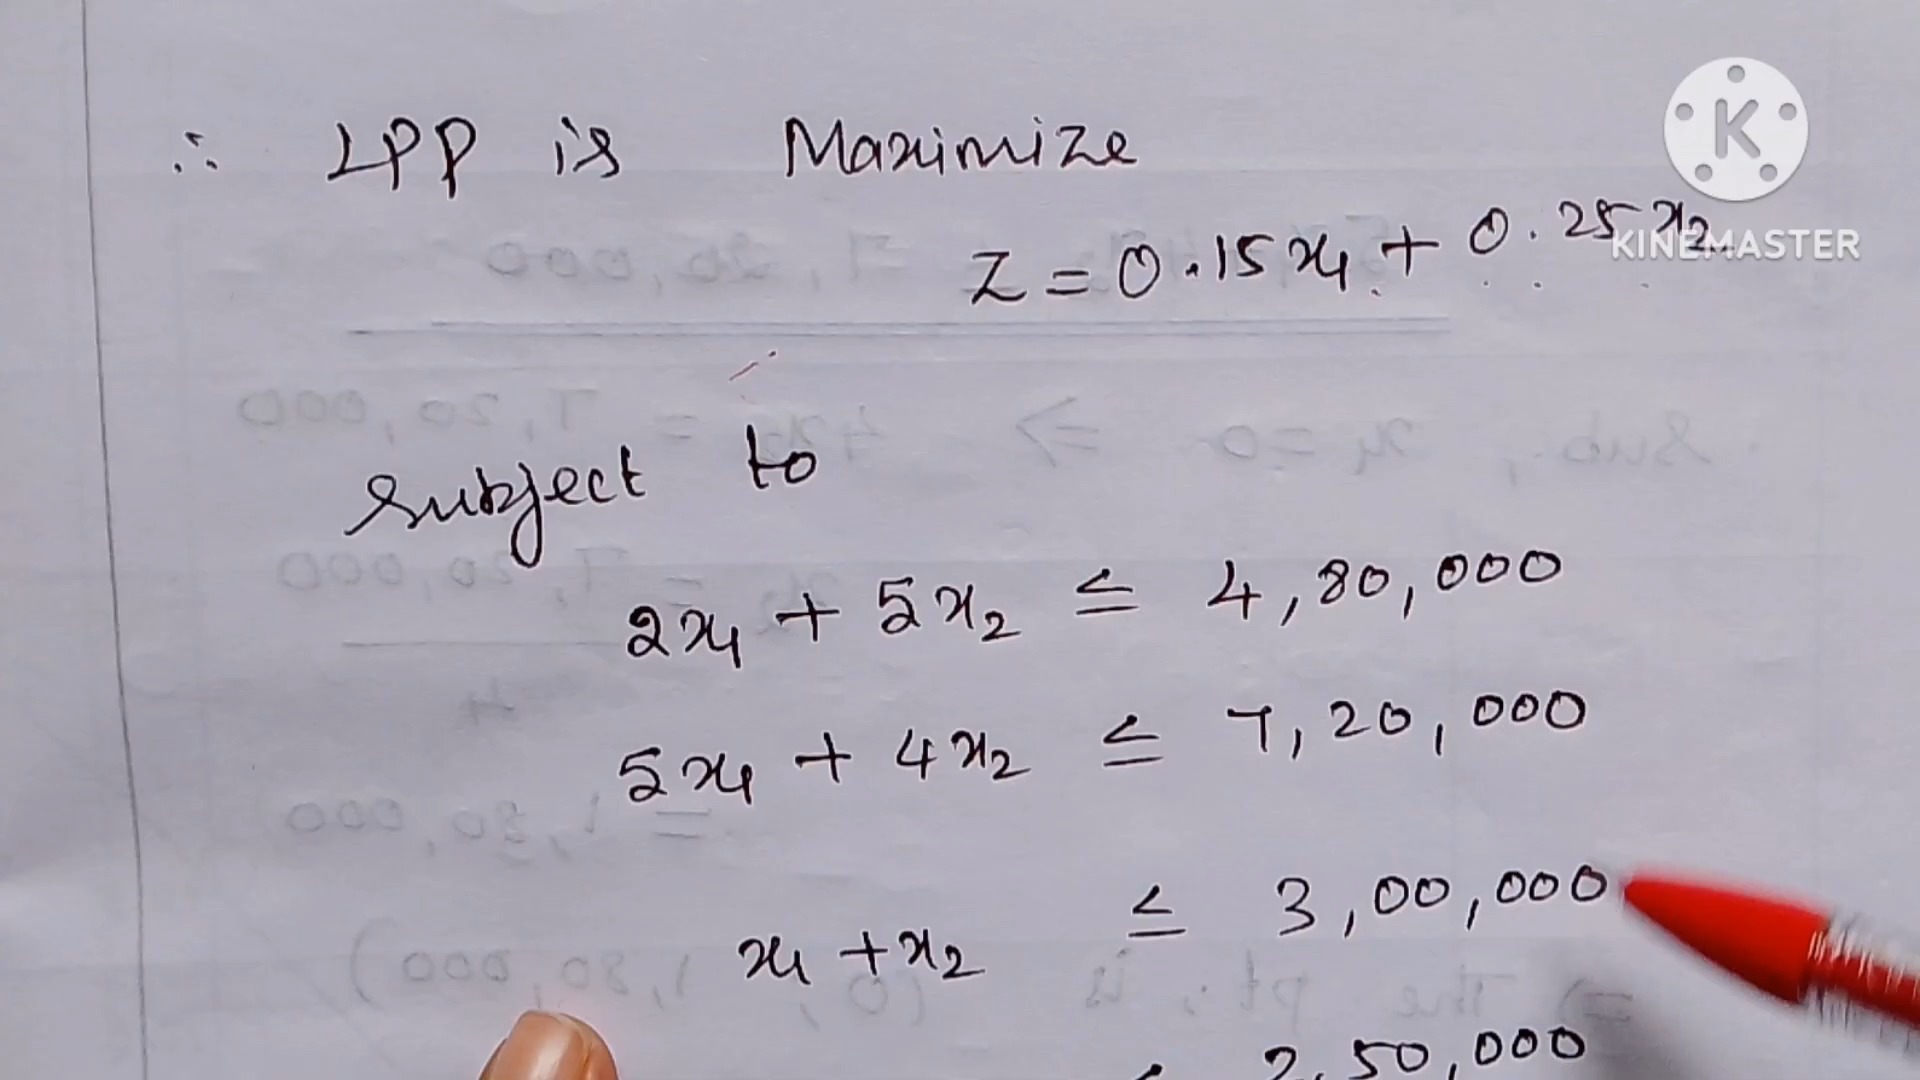 ∴ LPP is Maximize
K
KINEMASTER
Z = 0.15x₁ + 0.25x₂
Subject to
2x₁ + 5x₂ ≤ 4,80,000
5x₁ + 4x₂ ≤ 7,20,000
x₁ + x₂ ≤ 3,00,000
≤ 2,50,000